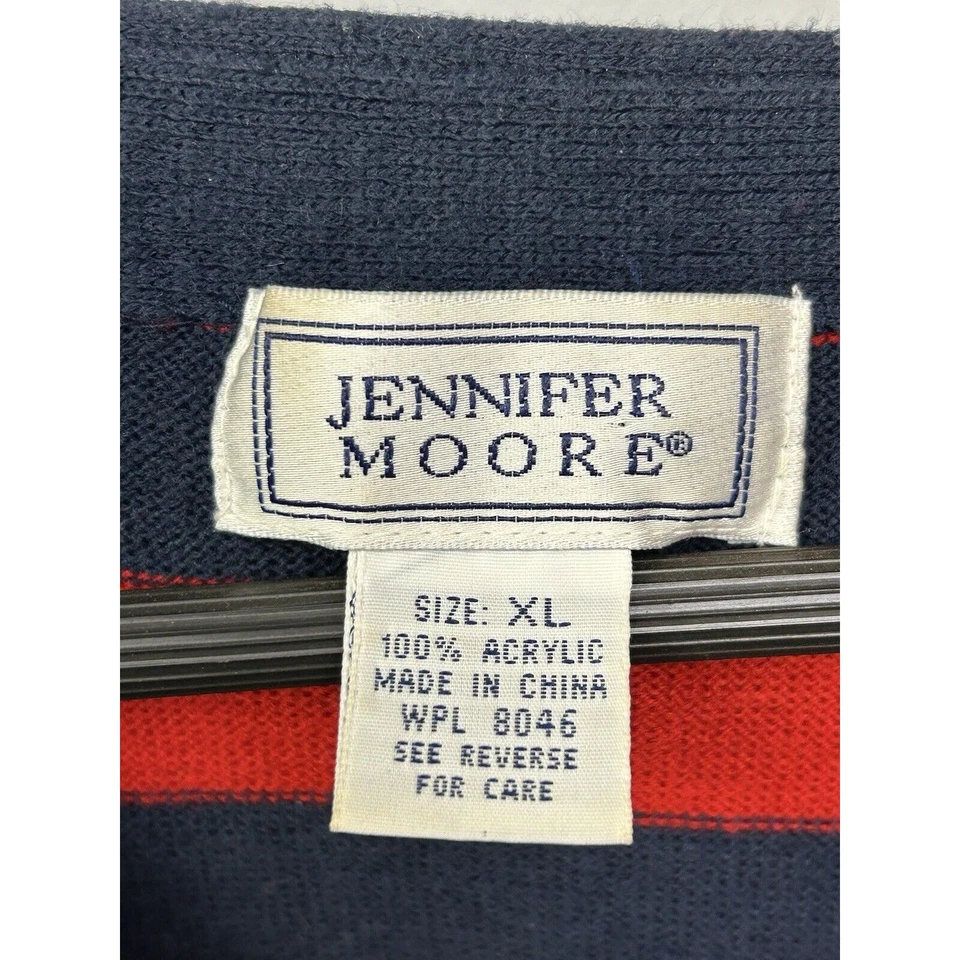 JENNIFER
MOORE®
SIZE: XL
100% ACRYLIC
MADE IN CHINA
WPL 8046
SEE REVERSE
FOR CARE